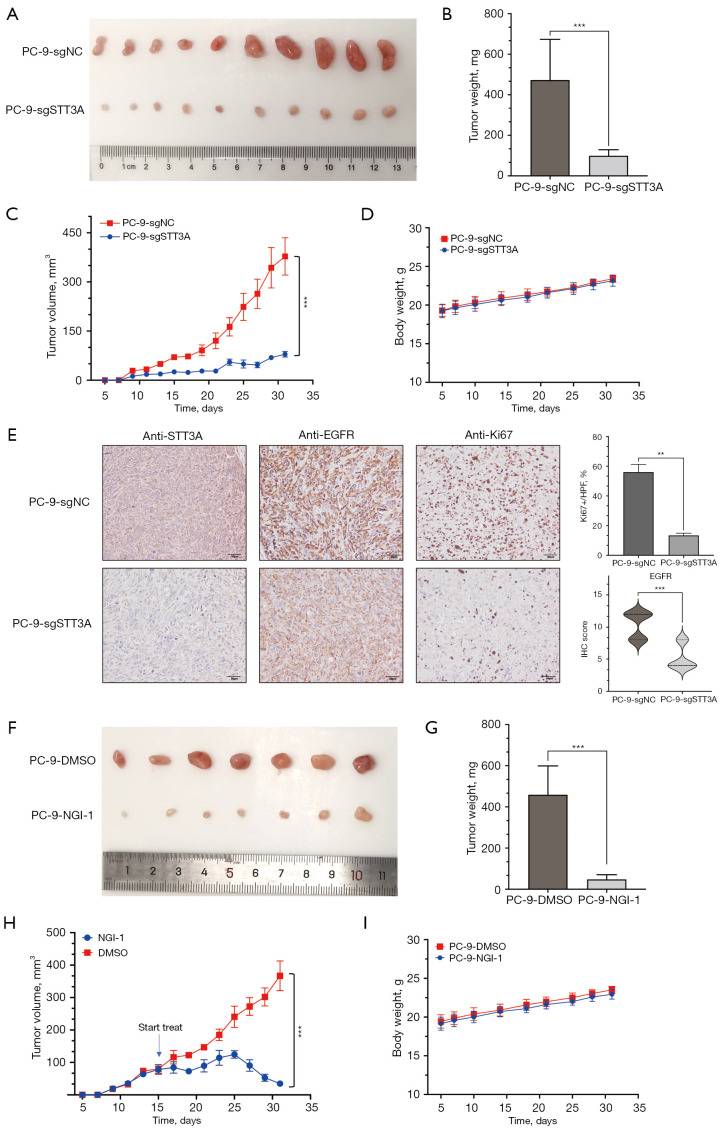 A
PC-9-sgNC
PC-9-sgSTT3A
0 1cm 2 3 4 5 6 7 8 9 10 11 12 13
B
Tumor weight, mg
800
600
400
200
0
***
PC-9-sgNC PC-9-sgSTT3A
C
PC-9-sgNC
PC-9-sgSTT3A
Tumor volume, mm³
450
300
150
0
***
5 10 15 20 25 30 35
Time, days
D
PC-9-sgNC
PC-9-sgSTT3A
Body weight, g
30
25
20
15
10
5 10 15 20 25 30 35
Time, days
E
Anti-STT3A Anti-EGFR Anti-Ki67
PC-9-sgNC
PC-9-sgSTT3A
Ki67+/HPF, %
80
60
40
20
0
**
PC-9-sgNC PC-9-sgSTT3A
EGFR
IHC score
15
10
5
0
***
PC-9-sgNC PC-9-sgSTT3A
F
PC-9-DMSO
PC-9-NGI-1
1 2 3 4 5 6 7 8 9 10 11
G
Tumor weight, mg
800
600
400
200
0
***
PC-9-DMSO PC-9-NGI-1
H
NGI-1
DMSO
Tumor volume, mm³
500
400
300
200
100
Start treat
***
5 10 15 20 25 30 35
Time, days
I
PC-9-DMSO
PC-9-NGI-1
Body weight, g
30
25
20
15
10
5 10 15 20 25 30 35
Time, days